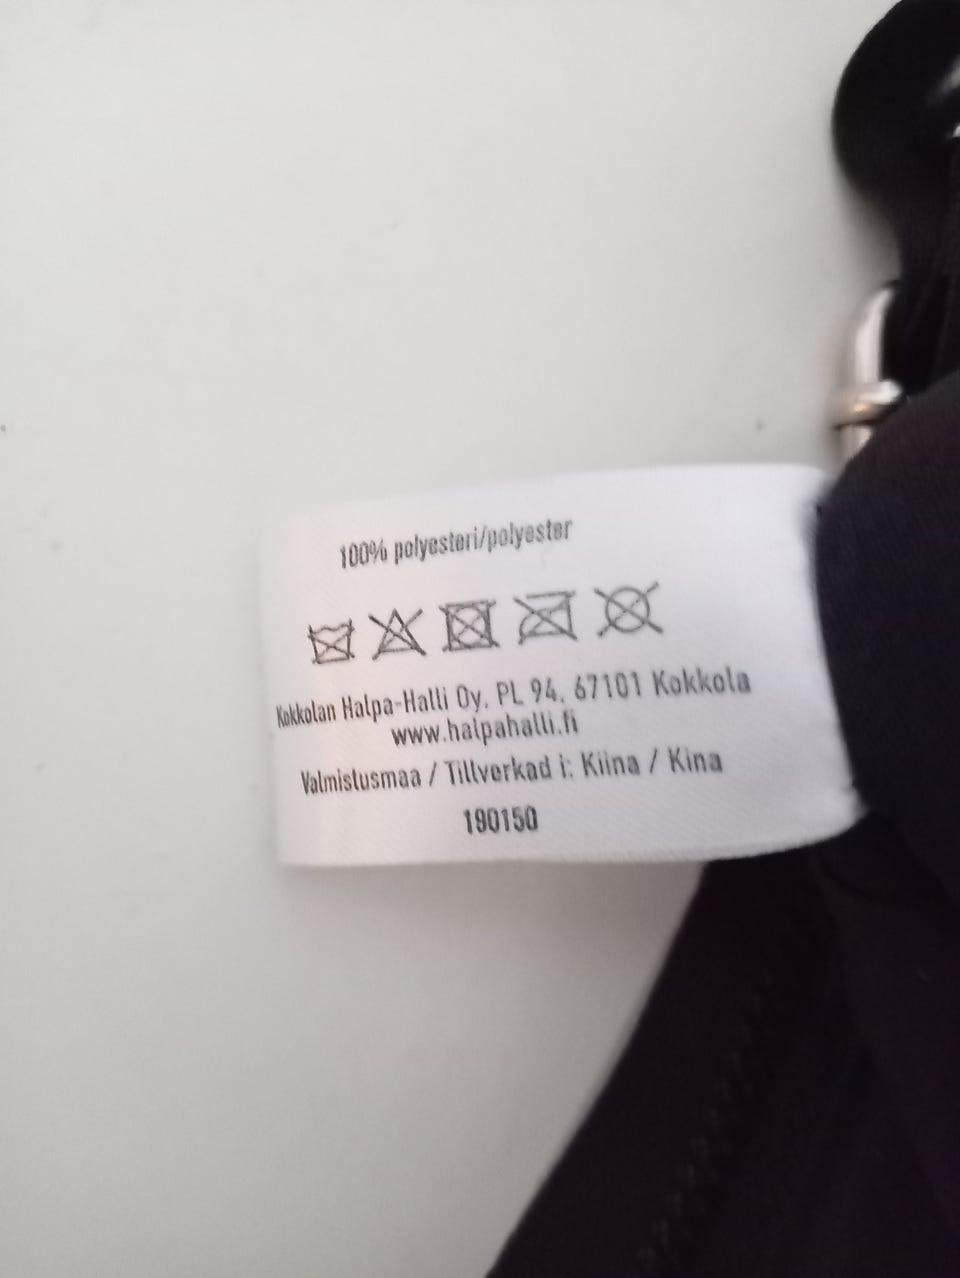 100% polyesteri/polyester
Kokkolan Halpa-Halli Oy. PL 94, 67101 Kokkola
www.halpahalli.fi
Valmistusmaa / Tillverkad i: Kiina / Kina
190150